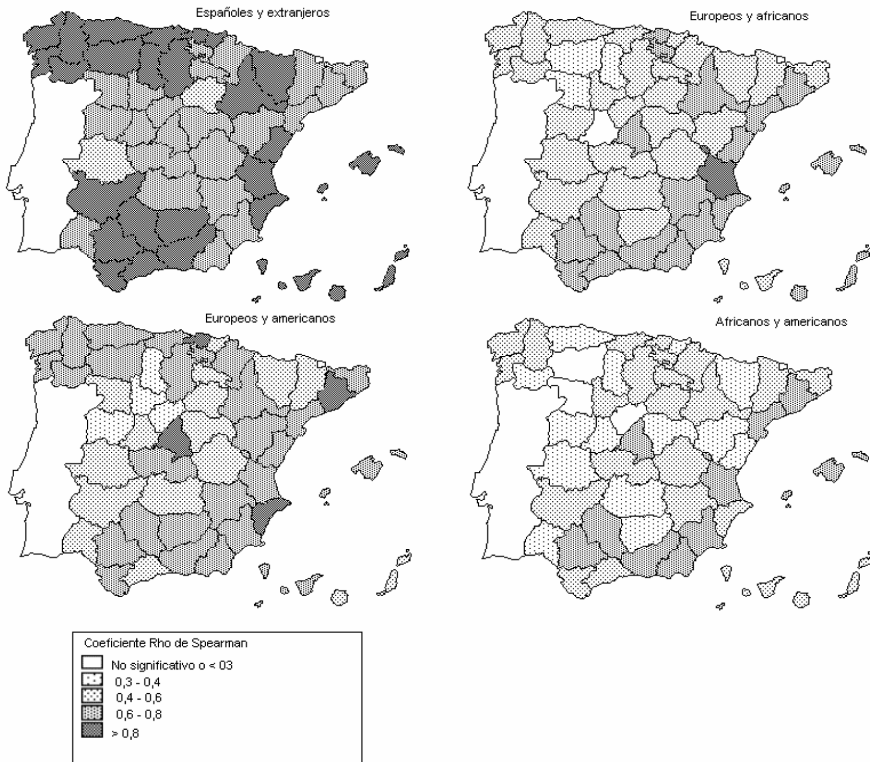 Españoles y extranjeros
Europeos y africanos
Europeos y americanos
Africanos y americanos
Coeficiente Rho de Spearman
No significativo o < 03
0,3 - 0,4
0,4 - 0,6
0,6 - 0,8
> 0,8